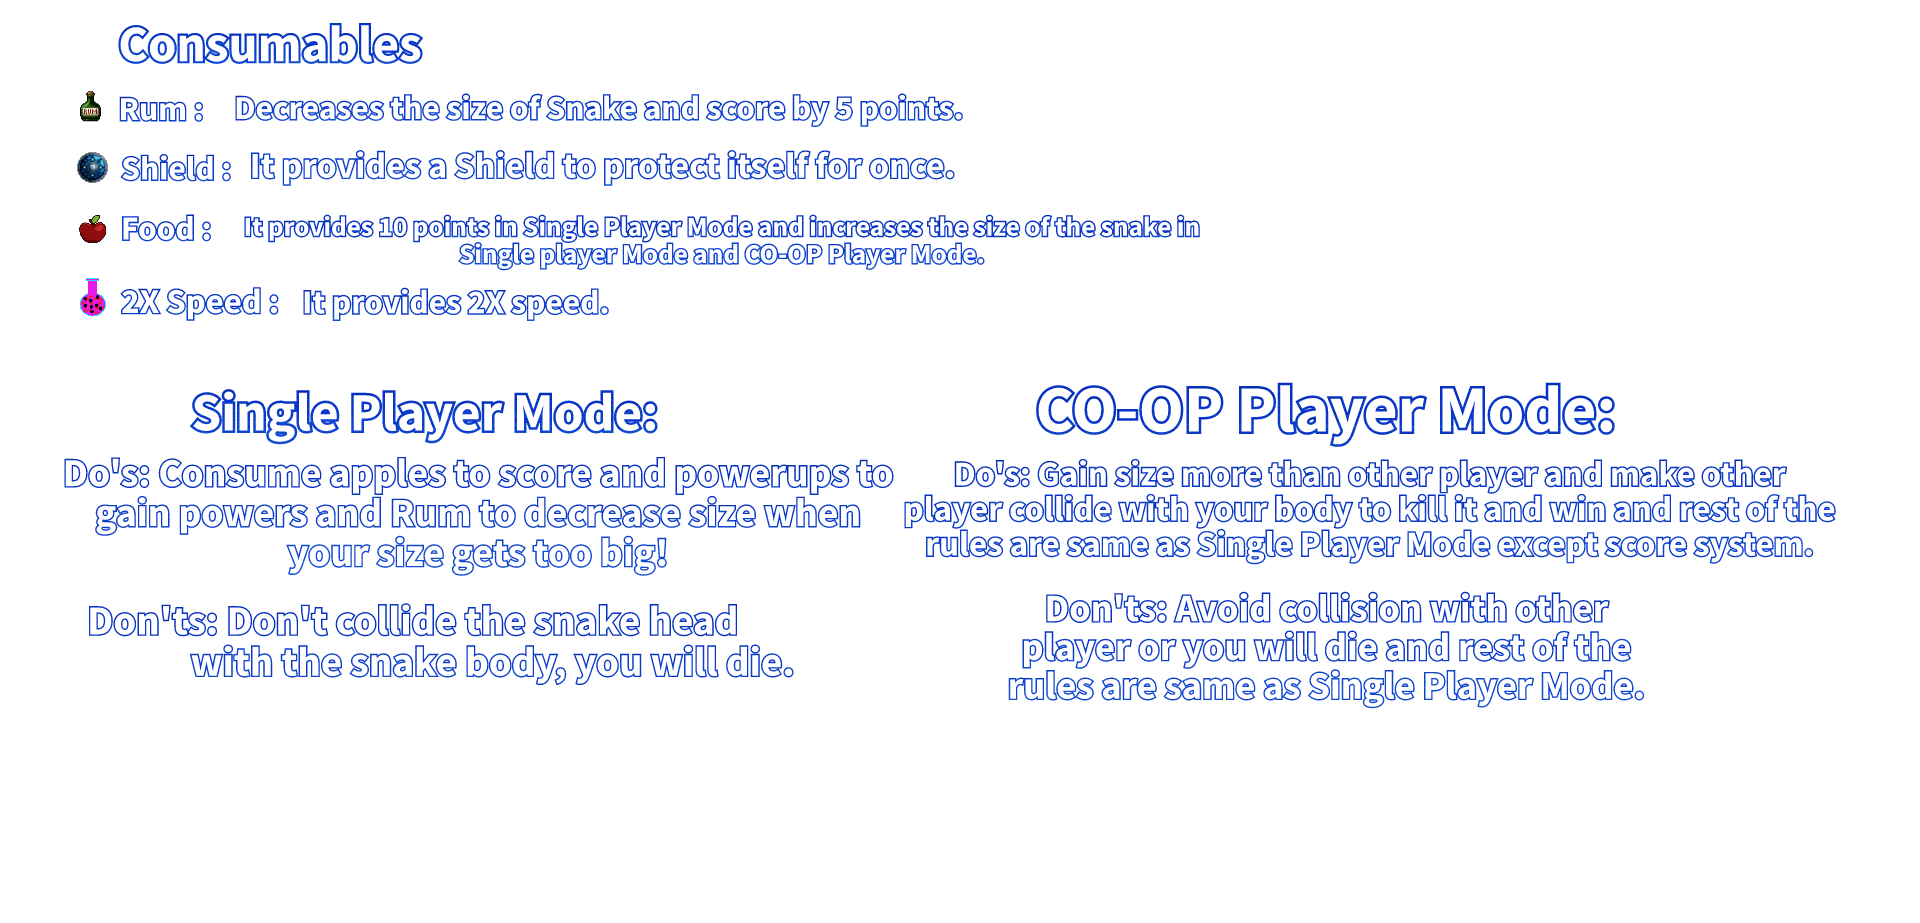 Consumables
Rum : Decreases the size of Snake and score by 5 points.
Shield : It provides a Shield to protect itself for once.
Food : It provides 10 points in Single Player Mode and increases the size of the snake in
Single player Mode and CO-OP Player Mode.
2X Speed : It provides 2X speed.
Single Player Mode:
Do's: Consume apples to score and powerups to
gain powers and Rum to decrease size when
your size gets too big!
Don'ts: Don't collide the snake head
with the snake body, you will die.
CO-OP Player Mode:
Do's: Gain size more than other player and make other
player collide with your body to kill it and win and rest of the
rules are same as Single Player Mode except score system.
Don'ts: Avoid collision with other
player or you will die and rest of the
rules are same as Single Player Mode.